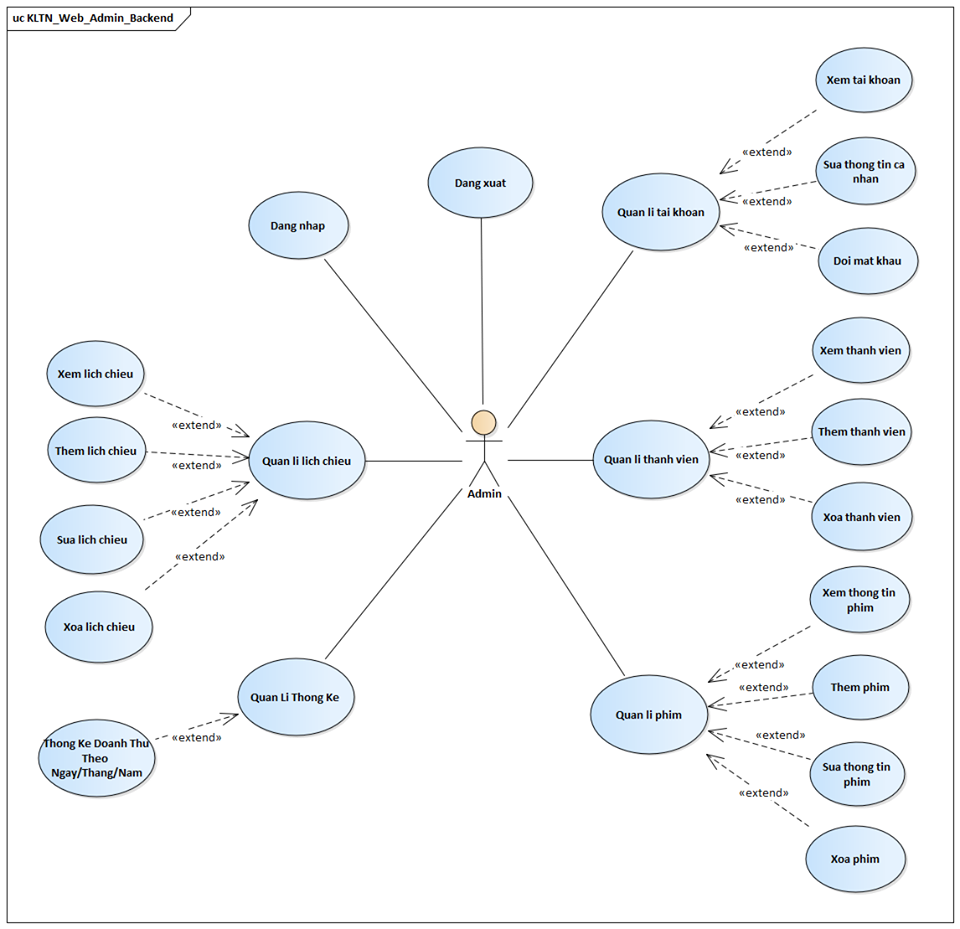 uc KLTN_Web_Admin_Backend
Xem tai khoan
«extend»
Sua thong tin ca
nhan
Dang xuat
«extend»
Quan li tai khoan
Dang nhap
«extend»
Doi mat khau
Xem thanh vien
Xem lich chieu
«extend»
«extend»
Them thanh vien
Them lich chieu
«extend»
Quan li lich chieu
Quan li thanh vien
«extend»
Admin
«extend»
«extend»
Xoa thanh vien
Sua lich chieu
«extend»
Xem thong tin
phim
Xoa lich chieu
«extend»
Them phim
«extend»
Quan Li Thong Ke
Quan li phim
«extend»
«extend»
Thong Ke Doanh Thu
Theo
Ngay/Thang/Nam
Sua thong tin
phim
«extend»
Xoa phim